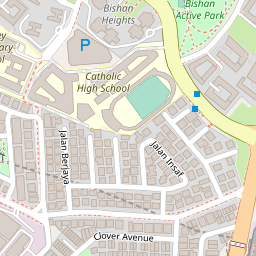 Bishan
Heights
Bishan
Active Park
P
Catholic
High School
Jalan Berjaya
Jalan Insaf
Clover Avenue